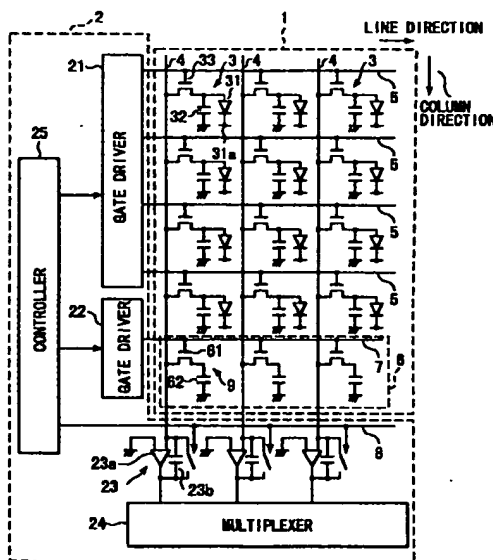 2
1
LINE DIRECTION
21
4 33 3 31 4 4 3
5
COLUMN DIRECTION
32
31a
25
5
GATE DRIVER
5
CONTROLLER
5
22
GATE DRIVER
61
7
6
62
9
8
23a
23
23b
24
MULTIPLEXER